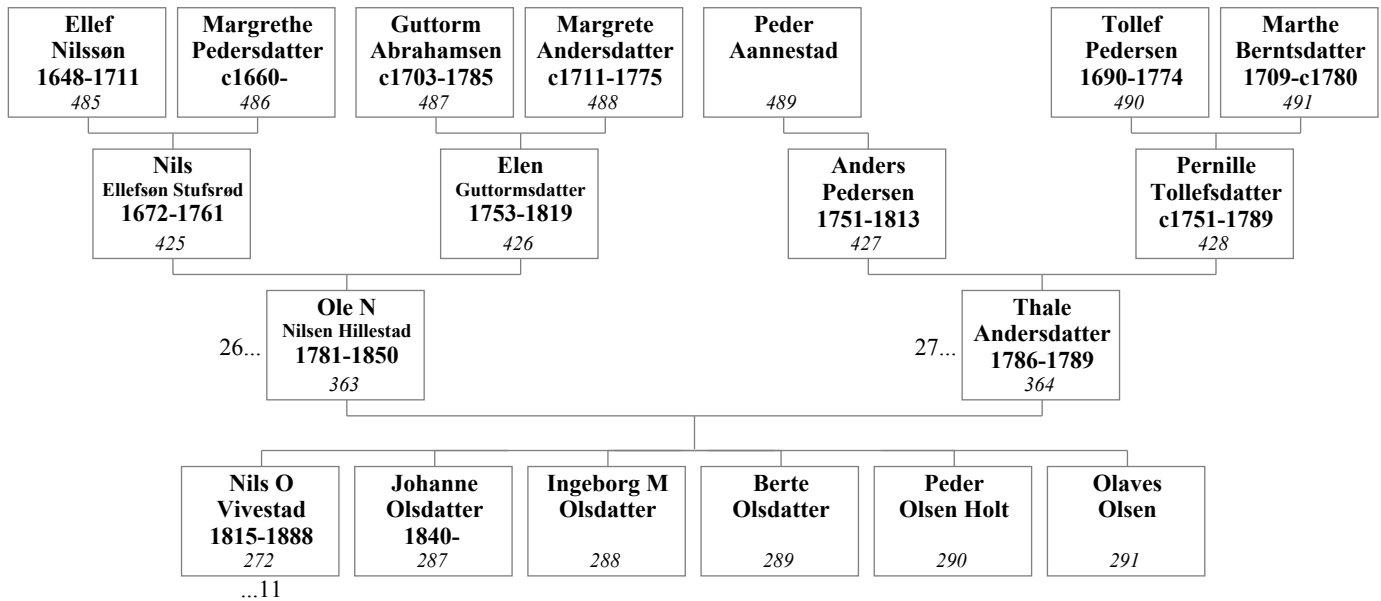 Ellef
Nilssøn
1648-1711
485
Margrethe
Pedersdatter
c1660-
486
Guttorm
Abrahamsen
c1703-1785
487
Margrete
Andersdatter
c1711-1775
488
Peder
Aannestad
489
Tollef
Pedersen
1690-1774
490
Marthe
Berntsdatter
1709-c1780
491
Nils
Ellefsøn Stufsrød
1672-1761
425
Elen
Guttormsdatter
1753-1819
426
Anders
Pedersen
1751-1813
427
Pernille
Tollefsdatter
c1751-1789
428
26...
Ole N
Nilsen Hillestad
1781-1850
363
27...
Thale
Andersdatter
1786-1789
364
Nils O
Vivestad
1815-1888
272
...11
Johanne
Olsdatter
1840-
287
Ingeborg M
Olsdatter
288
Berte
Olsdatter
289
Peder
Olsen Holt
290
Olaves
Olsen
291